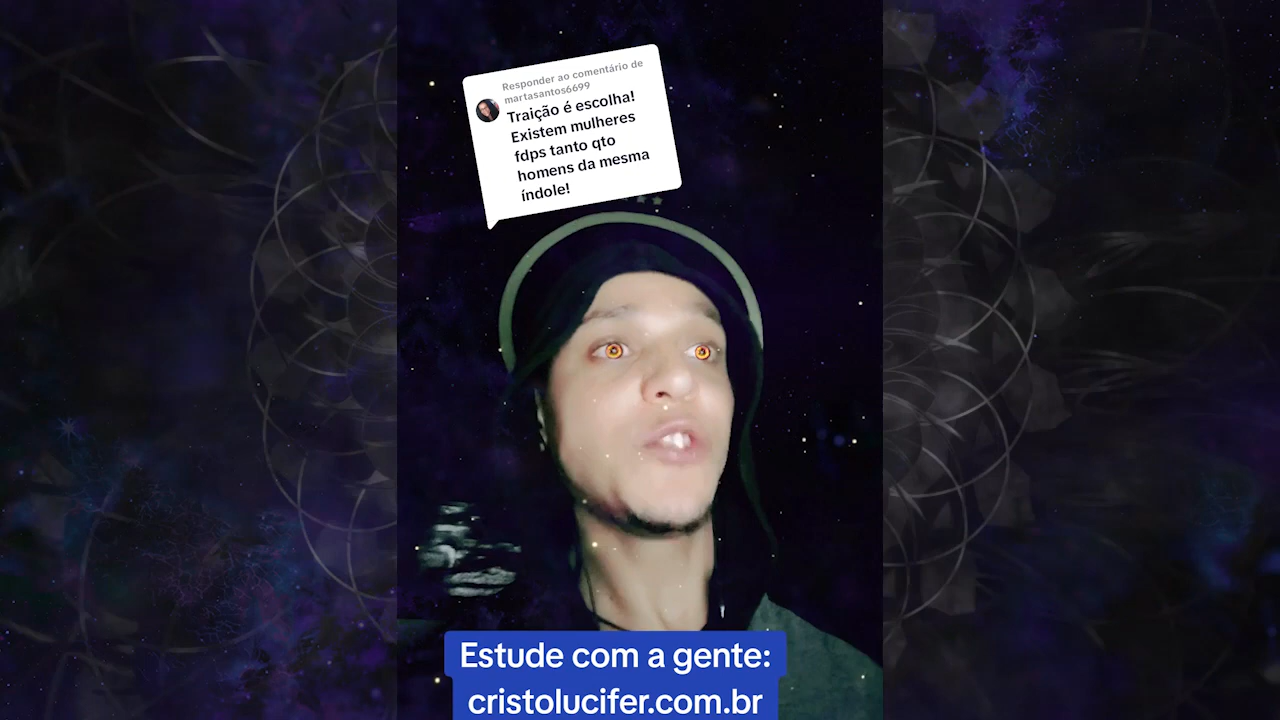 Responder ao comentário de
martasantos6699
Traição é escolha!
Existem mulheres
fdps tanto qto
homens da mesma
índole!
Estude com a gente:
cristolucifer.com.br